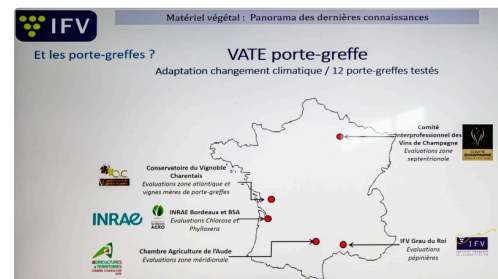 IFV
Matériel végétal : Panorama des dernières connaissances
Et les porte-greffes ?
VATE porte-greffe
Adaptation changement climatique / 12 porte-greffes testés
Comité
Interprofessionnel des
Vins de Champagne
Evaluations zone
septentrionale
Conservatoire du Vignoble
Charentais
Evaluations zone atlantique et
vignes mères de porte-greffes
INRAE
INRAE Bordeaux et BSA
Evaluations Chlorose et
Phylloxera
Chambre Agriculture de l'Aude
Evaluations zone méridionale
AGRICULTURES
& TERRITOIRES
IFV Grau du Roi
Evaluations
pépinières
IFV